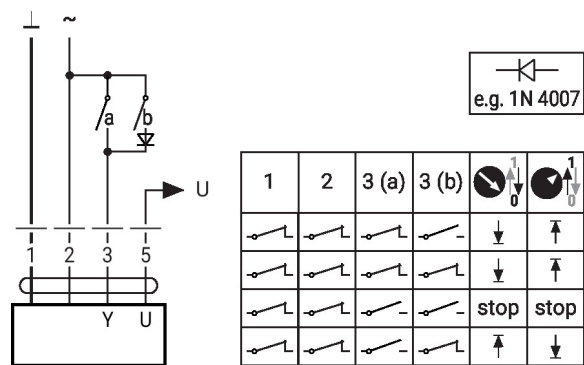 ⊥ ~
a b
U
1 2 3 5
Y U
e.g. 1N 4007
1 2 3 (a) 3 (b) 1 0 1 0
stop stop